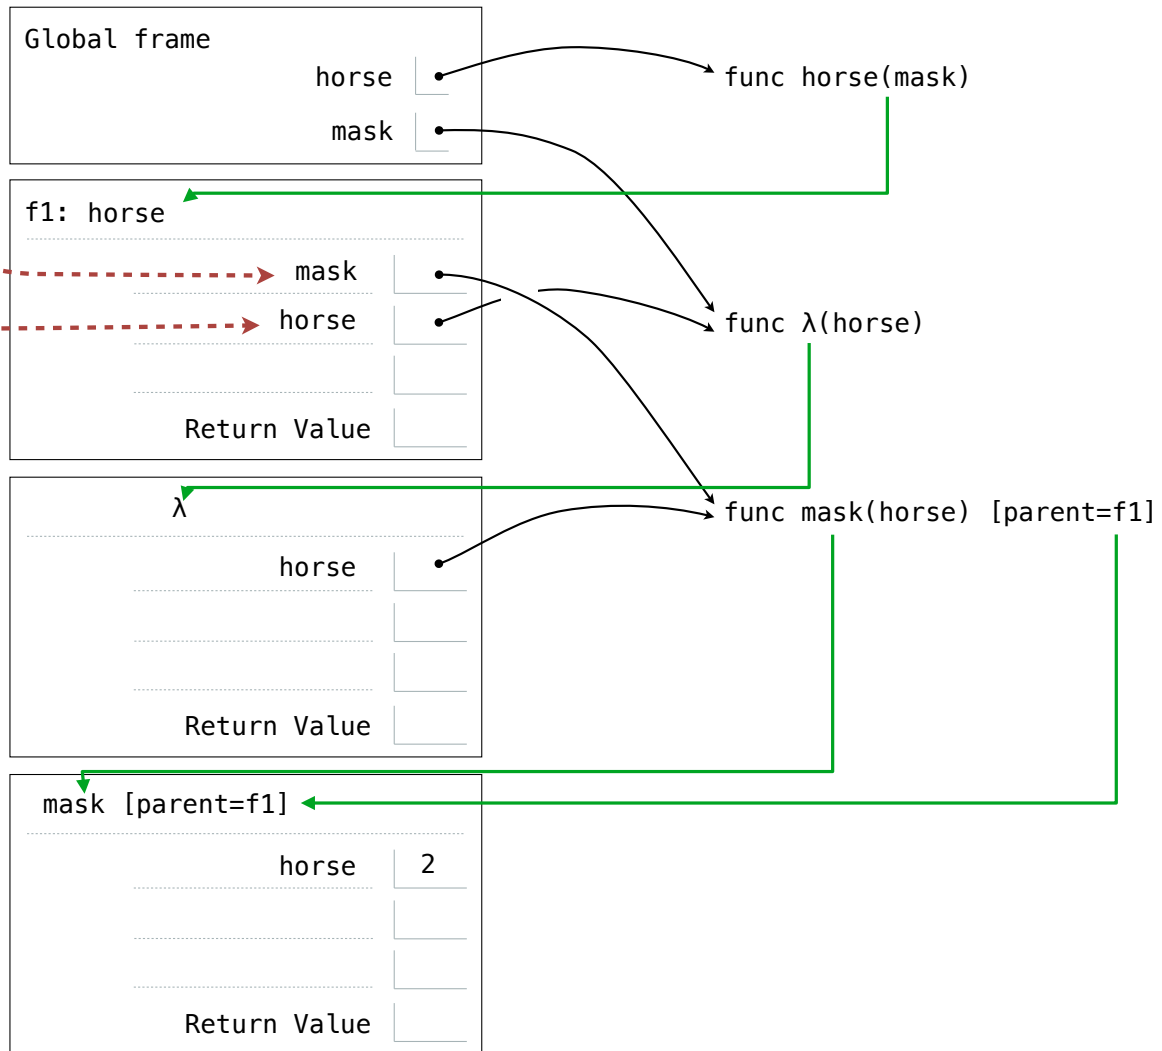 Global frame
horse
func horse(mask)
mask
f1: horse
mask
horse
func λ(horse)
Return Value
λ
func mask(horse) [parent=f1]
horse
Return Value
mask [parent=f1]
horse 2
Return Value